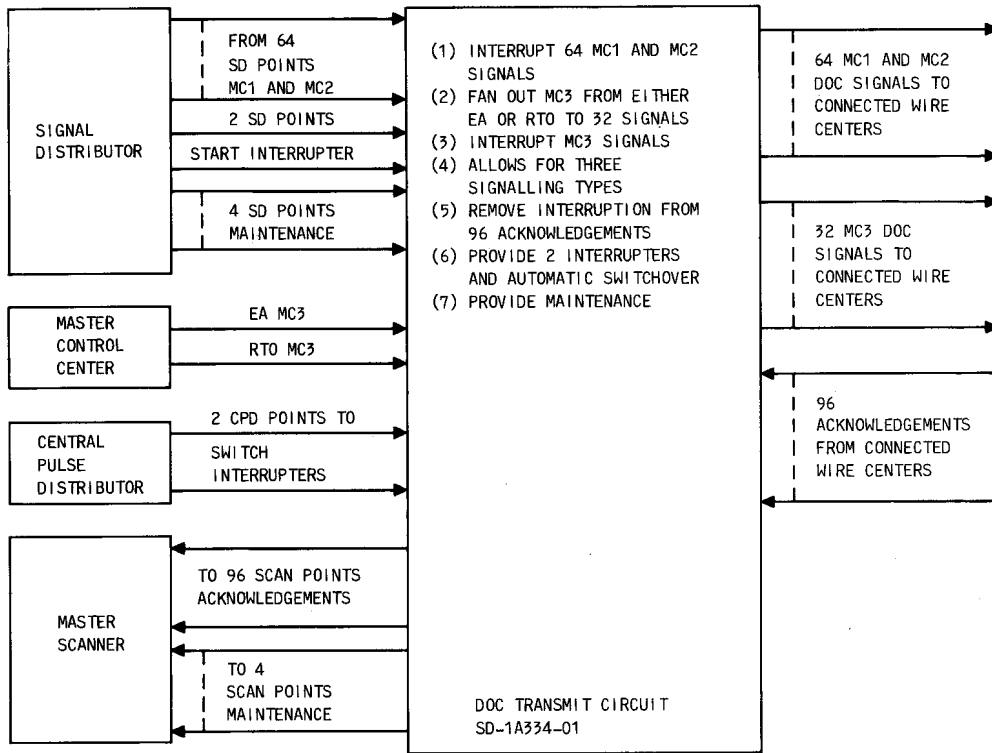 SIGNAL
DISTRIBUTOR
FROM 64
SD POINTS
MC1 AND MC2
2 SD POINTS
START INTERRUPTER
4 SD POINTS
MAINTENANCE
MASTER
CONTROL
CENTER
EA MC3
RTO MC3
CENTRAL
PULSE
DISTRIBUTOR
2 CPD POINTS TO
SWITCH
INTERRUPTERS
MASTER
SCANNER
TO 96 SCAN POINTS
ACKNOWLEDGEMENTS
TO 4
SCAN POINTS
MAINTENANCE
(1) INTERRUPT 64 MC1 AND MC2
SIGNALS
(2) FAN OUT MC3 FROM EITHER
EA OR RTO TO 32 SIGNALS
(3) INTERRUPT MC3 SIGNALS
(4) ALLOWS FOR THREE
SIGNALLING TYPES
(5) REMOVE INTERRUPTION FROM
96 ACKNOWLEDGEMENTS
(6) PROVIDE 2 INTERRUPTERS
AND AUTOMATIC SWITCHOVER
(7) PROVIDE MAINTENANCE
DOC TRANSMIT CIRCUIT
SD-1A334-01
64 MC1 AND MC2
DOC SIGNALS TO
CONNECTED WIRE
CENTERS
32 MC3 DOC
SIGNALS TO
CONNECTED WIRE
CENTERS
96
ACKNOWLEDGEMENTS
FROM CONNECTED
WIRE CENTERS